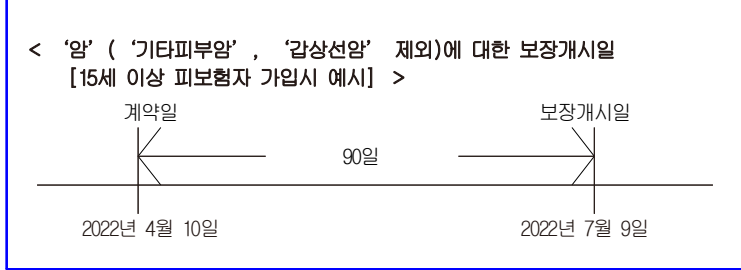 < ‘암’ ( ‘기타피부암’ , ‘갑상선암’ 제외)에 대한 보장개시일
[15세 이상 피보험자 가입시 예시] >
계약일 보장개시일
90일
2022년 4월 10일 2022년 7월 9일